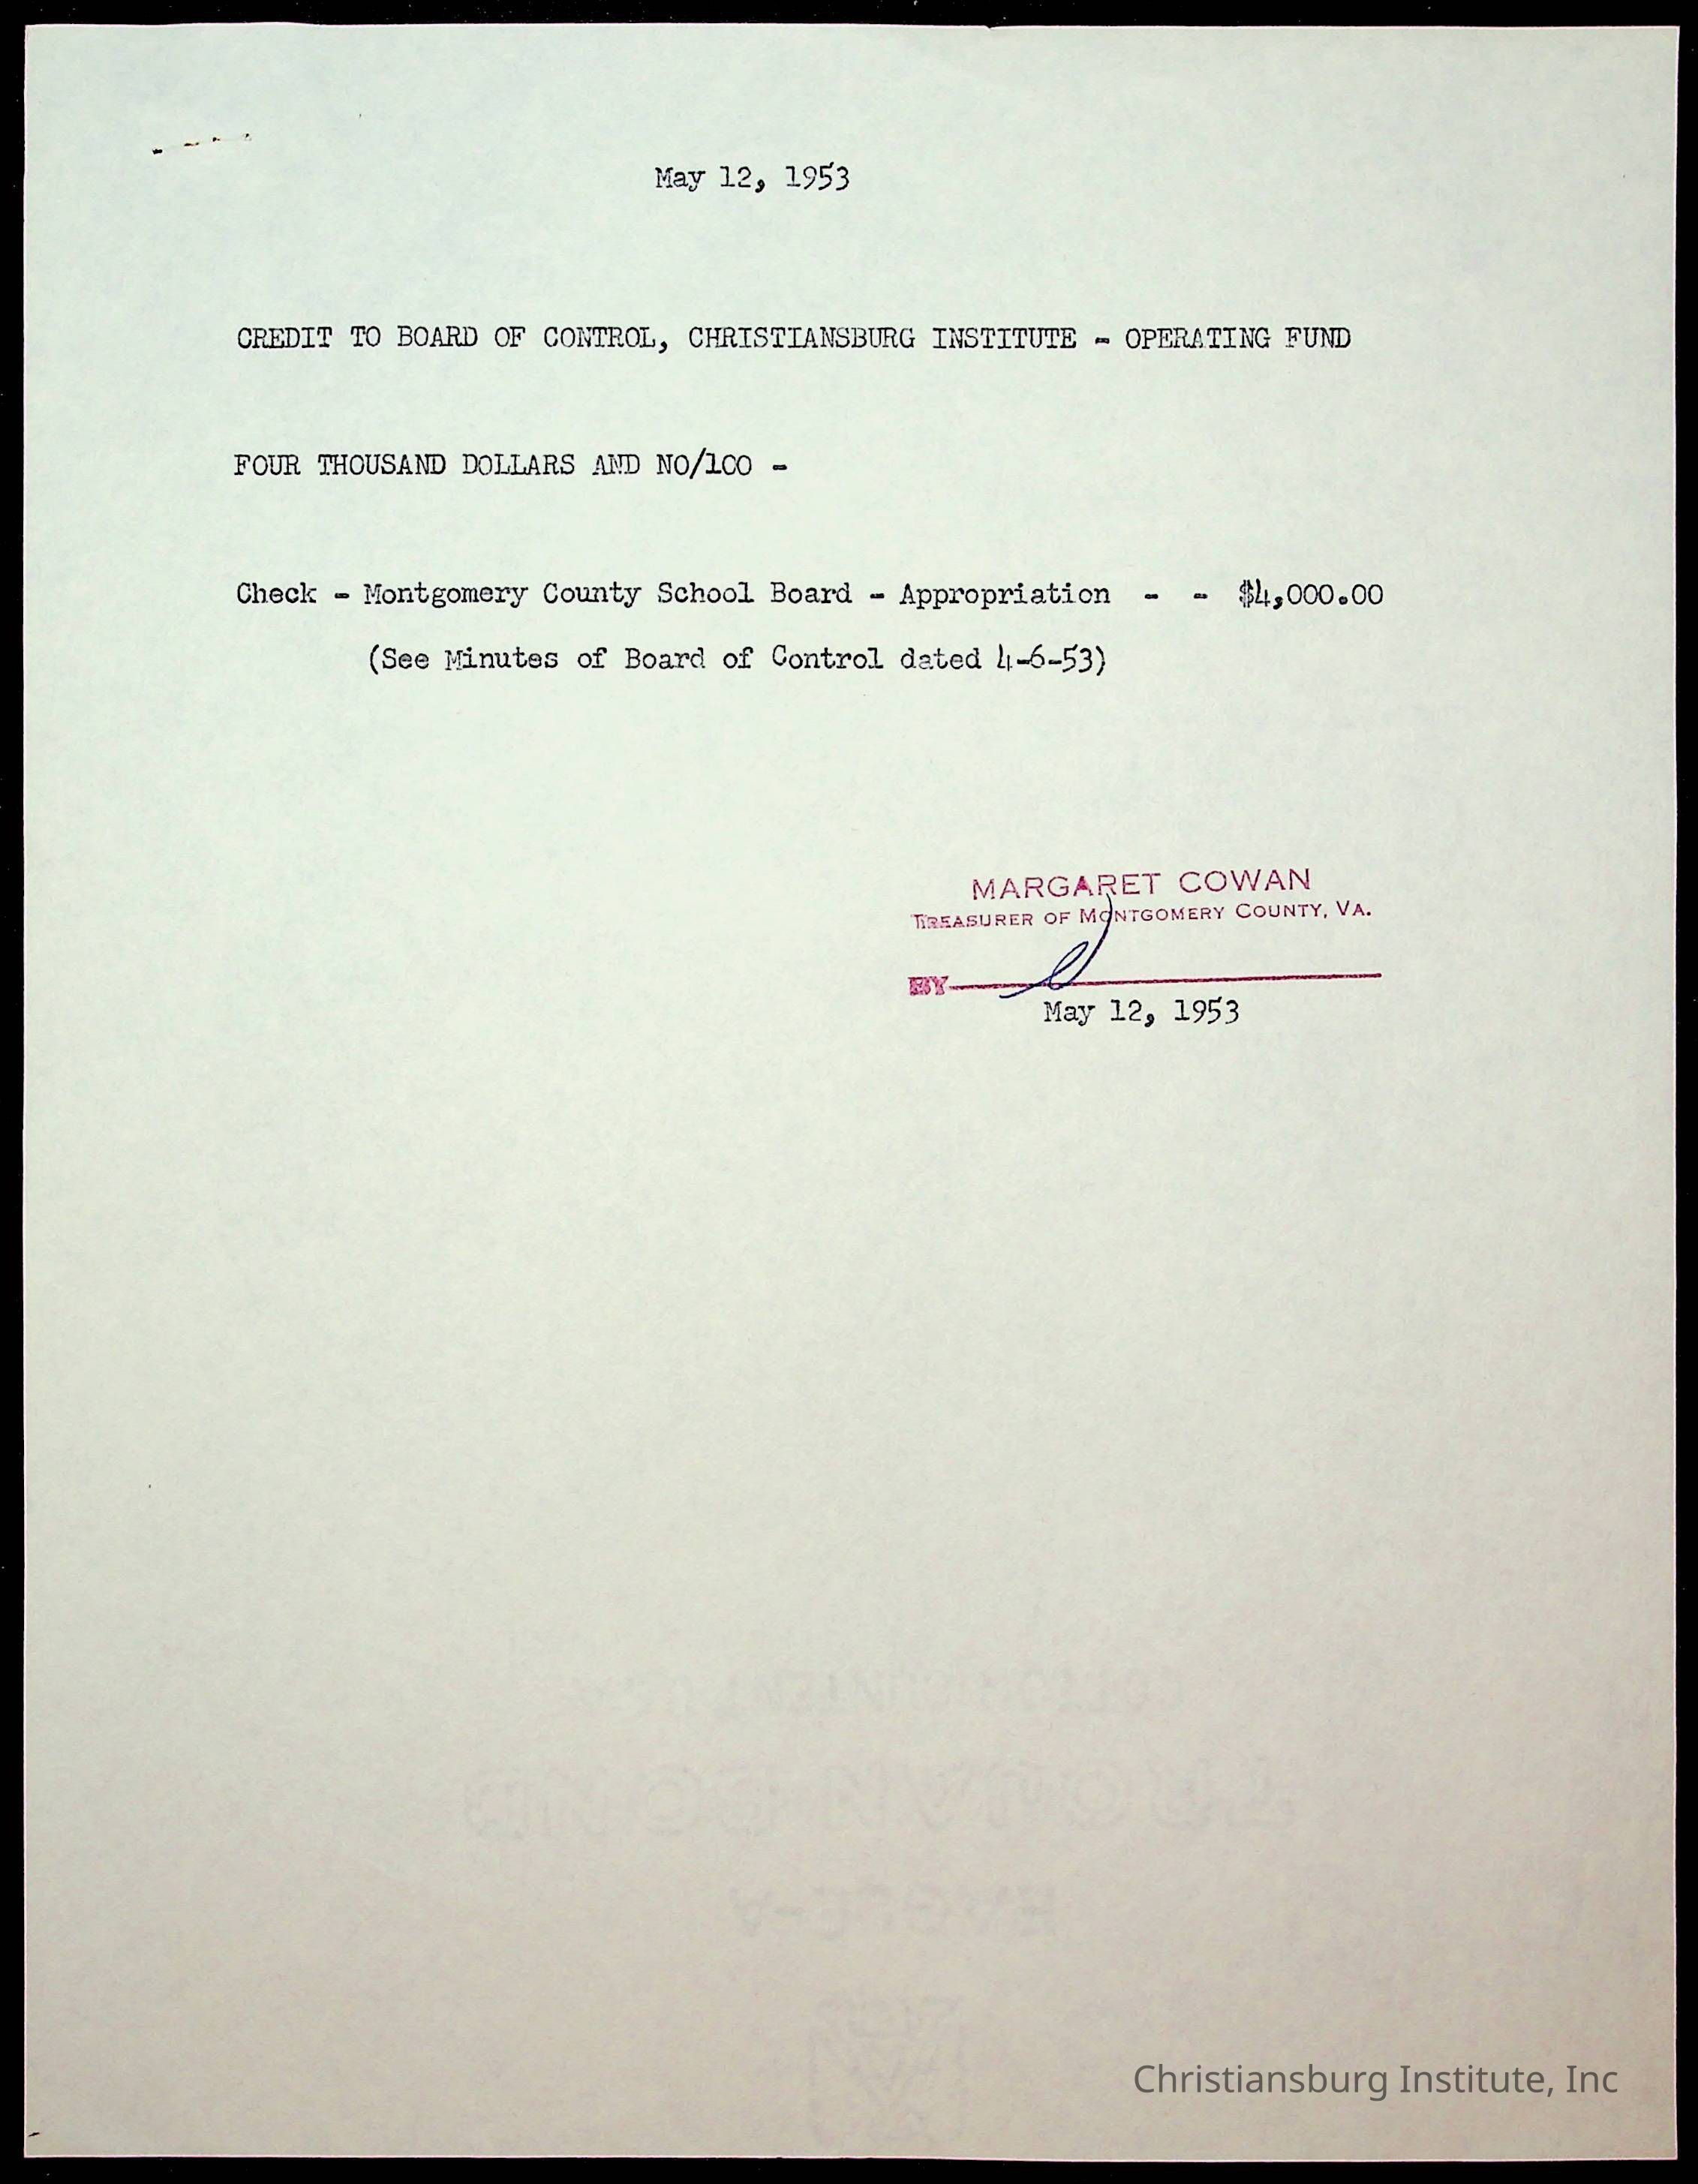 May 12, 1953
CREDIT TO BOARD OF CONTROL, CHRISTIANSBURG INSTITUTE - OPERATING FUND
FOUR THOUSAND DOLLARS AND NO/100 -
Check - Montgomery County School Board - Appropriation - - $4,000.00
(See Minutes of Board of Control dated 4-6-53)
MARGARET COWAN
TREASURER OF MONTGOMERY COUNTY, VA.
BY
May 12, 1953
Christiansburg Institute, Inc